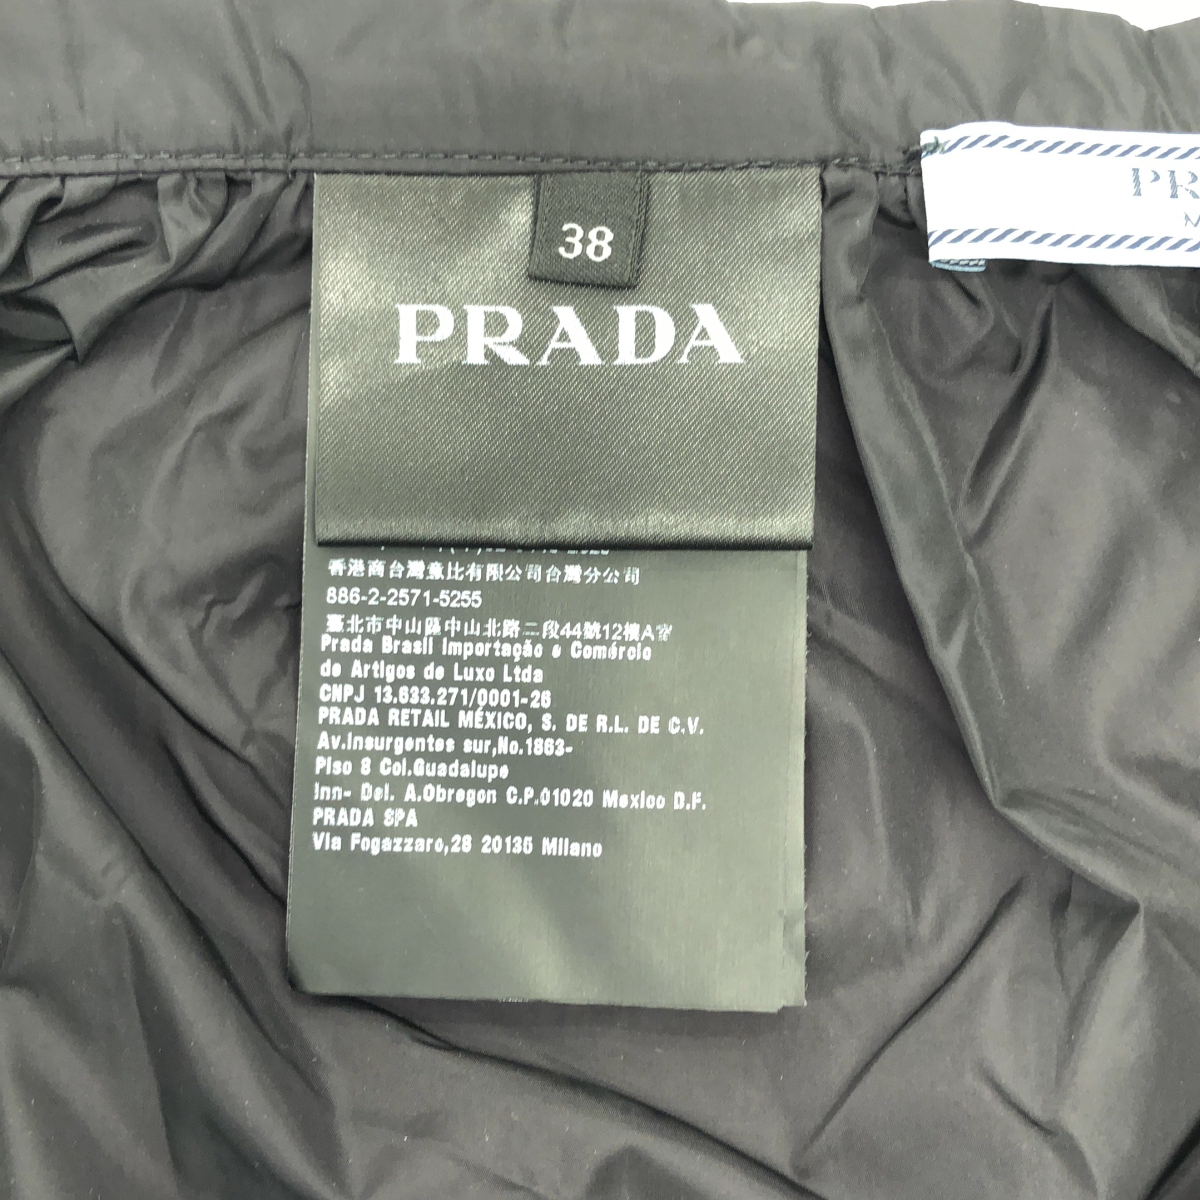 38
PRADA
PR
M
香港商台灣意比有限公司台灣分公司
886-2-2571-5255
臺北市中山區中山北路二段44號12樓A室
Prada Brasil Importação e Comércio
de Artigos de Luxo Ltda
CNPJ 13.633.271/0001-26
PRADA RETAIL MÉXICO, S. DE R.L. DE C.V.
Av.Insurgentes sur,No.1863-
Piso 8 Col.Guadalupe
Inn- Del. A.Obregon C.P.01020 Mexico D.F.
PRADA SPA
Via Fogazzaro,28 20135 Milano